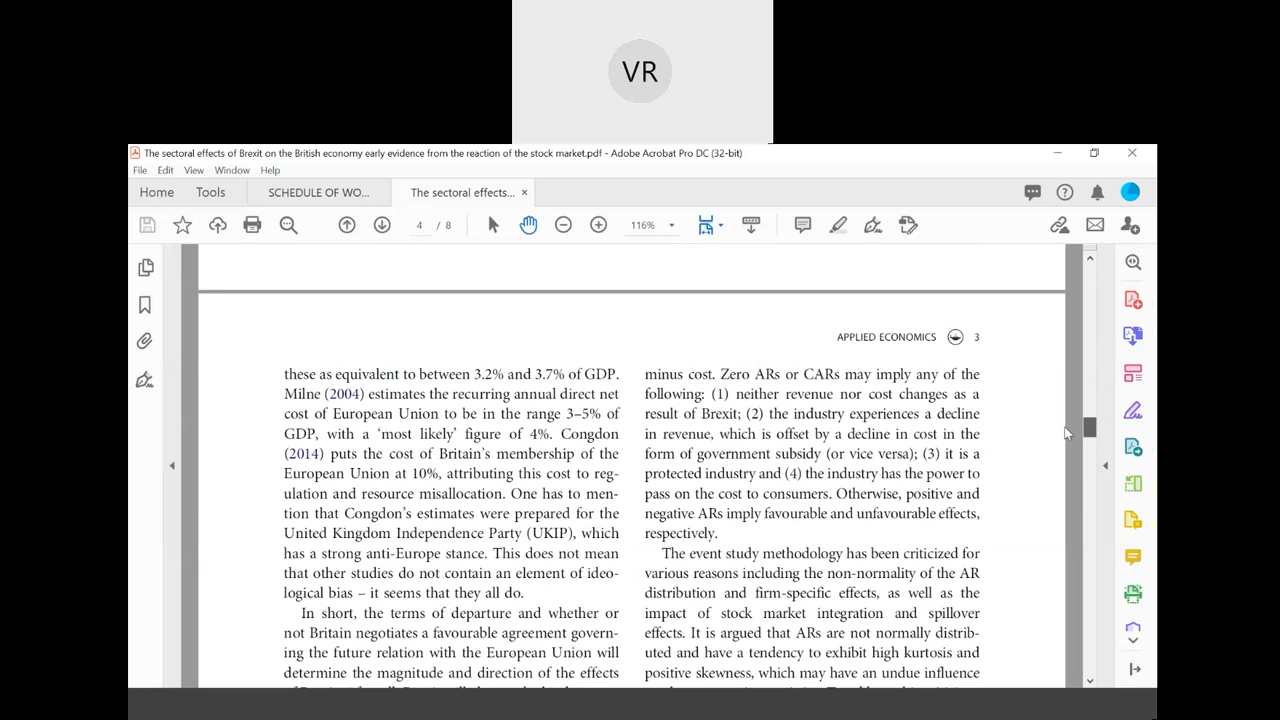 VR
The sectoral effects of Brexit on the British economy early evidence from the reaction of the stock market.pdf - Adobe Acrobat Pro DC (32-bit)
File Edit View Window Help
Home Tools SCHEDULE OF WO... The sectoral effects... ×
4 / 8 116%
APPLIED ECONOMICS 3
these as equivalent to between 3.2% and 3.7% of GDP.
Milne (2004) estimates the recurring annual direct net
cost of European Union to be in the range 3–5% of
GDP, with a ‘most likely’ figure of 4%. Congdon
(2014) puts the cost of Britain’s membership of the
European Union at 10%, attributing this cost to reg-
ulation and resource misallocation. One has to men-
tion that Congdon’s estimates were prepared for the
United Kingdom Independence Party (UKIP), which
has a strong anti-Europe stance. This does not mean
that other studies do not contain an element of ideo-
logical bias – it seems that they all do.
In short, the terms of departure and whether or
not Britain negotiates a favourable agreement govern-
ing the future relation with the European Union will
determine the magnitude and direction of the effects
minus cost. Zero ARs or CARs may imply any of the
following: (1) neither revenue nor cost changes as a
result of Brexit; (2) the industry experiences a decline
in revenue, which is offset by a decline in cost in the
form of government subsidy (or vice versa); (3) it is a
protected industry and (4) the industry has the power to
pass on the cost to consumers. Otherwise, positive and
negative ARs imply favourable and unfavourable effects,
respectively.
The event study methodology has been criticized for
various reasons including the non-normality of the AR
distribution and firm-specific effects, as well as the
impact of stock market integration and spillover
effects. It is argued that ARs are not normally distrib-
uted and have a tendency to exhibit high kurtosis and
positive skewness, which may have an undue influence